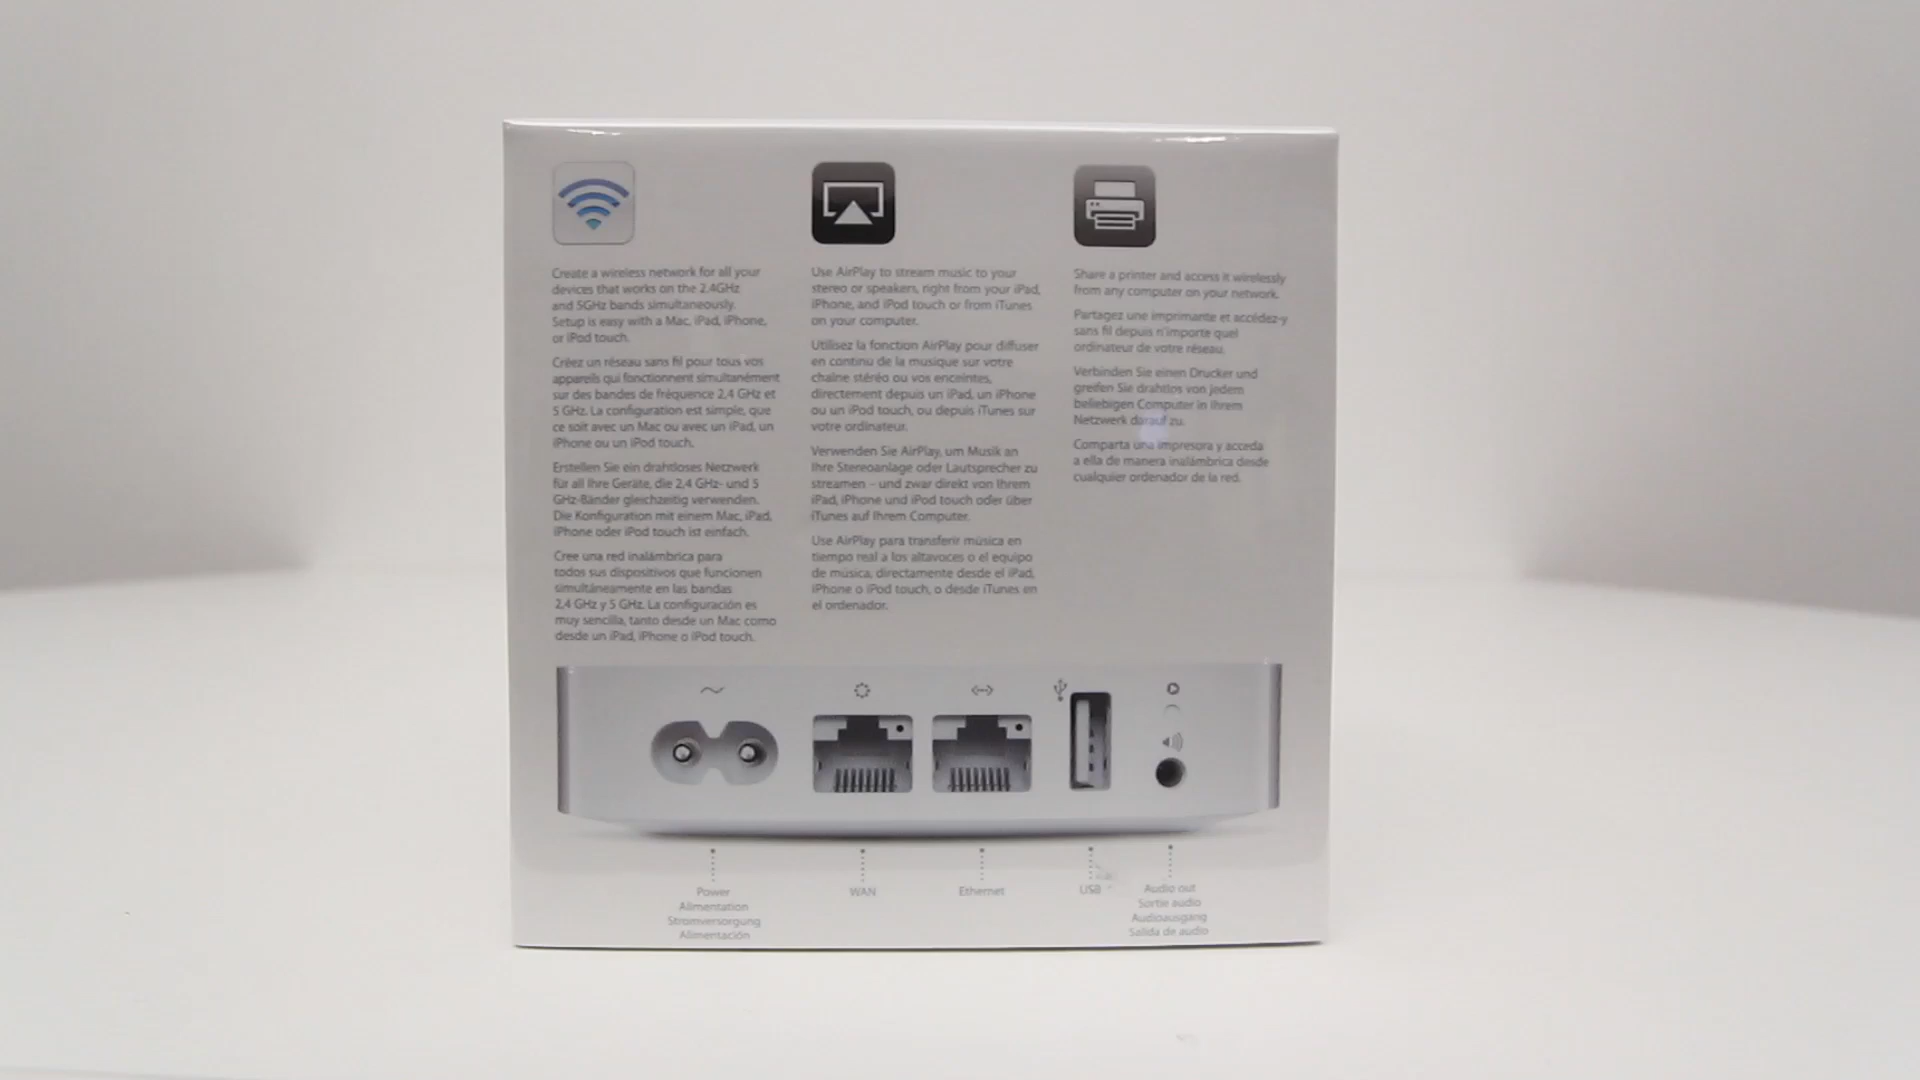 Create a wireless network for all your
devices that works on the 2.4GHz
and 5GHz bands simultaneously.
Setup is easy with a Mac, iPad, iPhone,
or iPod touch.
Créez un réseau sans fil pour tous vos
appareils qui fonctionnent simultanément
sur des bandes de fréquence 2,4 GHz et
5 GHz. La configuration est simple, que
ce soit avec un Mac ou avec un iPad, un
iPhone ou un iPod touch.
Erstellen Sie ein drahtloses Netzwerk
für all Ihre Geräte, die 2,4 GHz- und 5
GHz-Bänder gleichzeitig verwenden.
Die Konfiguration mit einem Mac, iPad,
iPhone oder iPod touch ist einfach.
Cree una red inalámbrica para
todos sus dispositivos que funcionen
simultáneamente en las bandas
2,4 GHz y 5 GHz. La configuración es
muy sencilla, tanto desde un Mac como
desde un iPad, iPhone o iPod touch.
Use AirPlay to stream music to your
stereo or speakers, right from your iPad,
iPhone, and iPod touch or from iTunes
on your computer.
Utilisez la fonction AirPlay pour diffuser
en continu de la musique sur votre
chaîne stéréo ou vos enceintes,
directement depuis un iPad, un iPhone
ou un iPod touch, ou depuis iTunes sur
votre ordinateur.
Verwenden Sie AirPlay, um Musik an
Ihre Stereoanlage oder Lautsprecher zu
streamen – und zwar direkt von Ihrem
iPad, iPhone und iPod touch oder über
iTunes auf Ihrem Computer.
Use AirPlay para transferir música en
tiempo real a los altavoces o el equipo
de música, directamente desde el iPad,
iPhone o iPod touch, o desde iTunes en
el ordenador.
Share a printer and access it wirelessly
from any computer on your network.
Partagez une imprimante et accédez-y
sans fil depuis n'importe quel
ordinateur de votre réseau.
Verbinden Sie einen Drucker und
greifen Sie drahtlos von jedem
beliebigen Computer in Ihrem
Netzwerk darauf zu.
Comparta una impresora y acceda
a ella de manera inalámbrica desde
cualquier ordenador de la red.
Power
Alimentation
Stromversorgung
Alimentación
WAN
Ethernet
USB
Audio out
Sortie audio
Audioausgang
Salida de audio